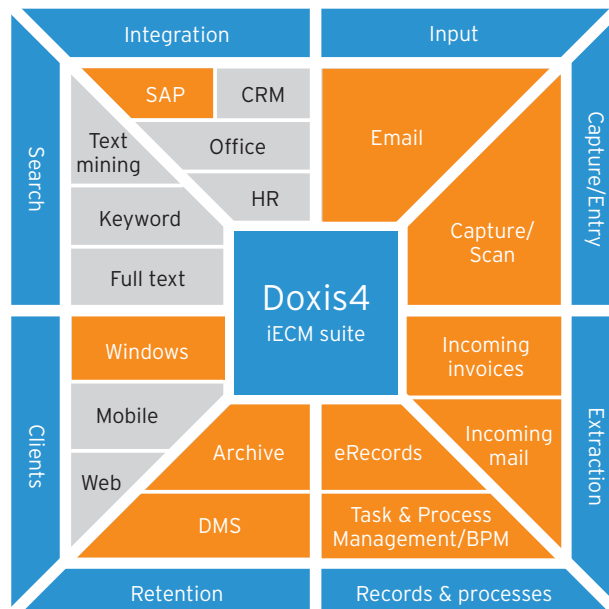 Integration
Input
SAP
CRM
Office
HR
Email
Search
Text
mining
Keyword
Full text
Capture/Entry
Capture/
Scan
Doxis4
iECM suite
Clients
Windows
Mobile
Web
Incoming
invoices
Incoming
mail
Extraction
Archive
eRecords
DMS
Task & Process
Management/BPM
Retention
Records & processes